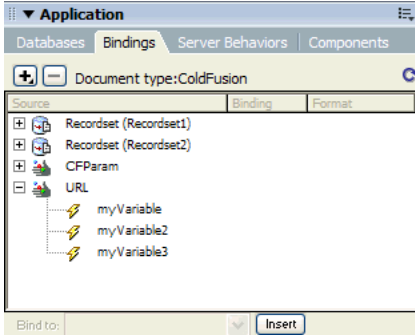 Application
Databases Bindings Server Behaviors Components
Document type:ColdFusion
Source Binding Format
Recordset (Recordset1)
Recordset (Recordset2)
CFParam
URL
myVariable
myVariable2
myVariable3
Bind to: Insert